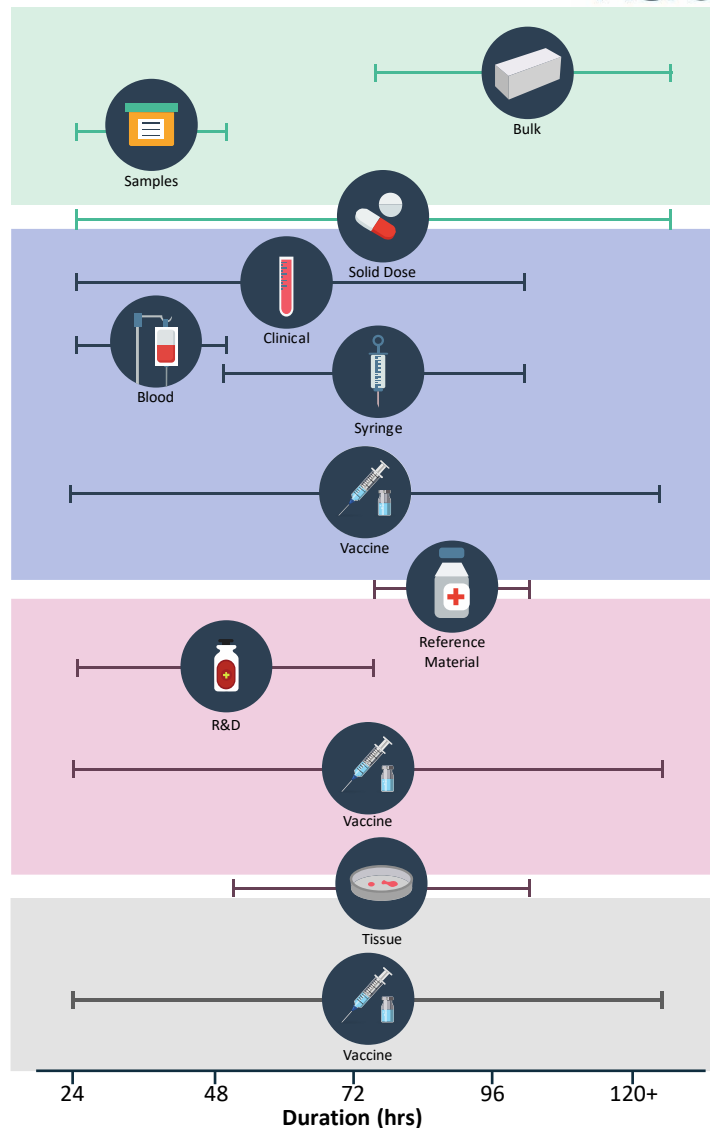 Bulk
Samples
Solid Dose
Clinical
Blood
Syringe
Vaccine
Reference
Material
R&D
Vaccine
Tissue
Vaccine
24 48 72 96 120+
Duration (hrs)